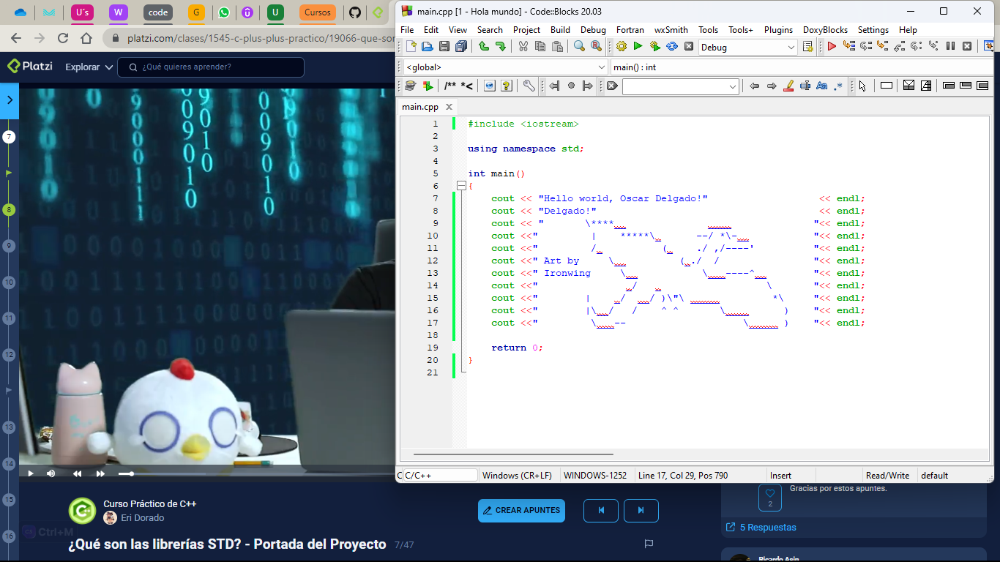 U's
W
code
G
U
Cursos
platzi.com/clases/1545-c-plus-plus-practico/19066-que-son
Platzi
Explorar
¿Qué quieres aprender?
7
8
9
10
11
12
13
14
15
16
main.cpp [1 - Hola mundo] - Code::Blocks 20.03
File Edit View Search Project Build Debug Fortran wxSmith Tools Tools+ Plugins DoxyBlocks Settings Help
Debug
<global>
main() : int
/** *<
main.cpp
1 #include <iostream>
2
3 using namespace std;
4
5 int main()
6 {
7 cout << "Hello world, Oscar Delgado!" << endl;
8 cout << "Delgado!" << endl;
9 cout << "       \****__              ____                  "<< endl;
10 cout <<"         |    *****\_      --/ *\-__          "<< endl;
11 cout <<"         /_          (_    ./ ,/----'          "<< endl;
12 cout <<" Art by     \__         (_./  /                "<< endl;
13 cout <<" Ironwing     \__           \___----^__       "<< endl;
14 cout <<"               _/   _                  \      "<< endl;
15 cout <<"        |    _/  __/ )\"\ _____         *\    "<< endl;
16 cout <<"        |\__/   /    ^ ^       \____      )   "<< endl;
17 cout <<"         \___--                    \_____ )    "<< endl;
18
19 return 0;
20 }
21
C C/C++
Windows (CR+LF)
WINDOWS-1252
Line 17, Col 29, Pos 790
Insert
Read/Write
default
Curso Práctico de C++
Eri Dorado
CREAR APUNTES
Ctrl+M
¿Qué son las librerías STD? - Portada del Proyecto 7/47
Gracias por estos apuntes.
2
5 Respuestas
Ricardo Asin